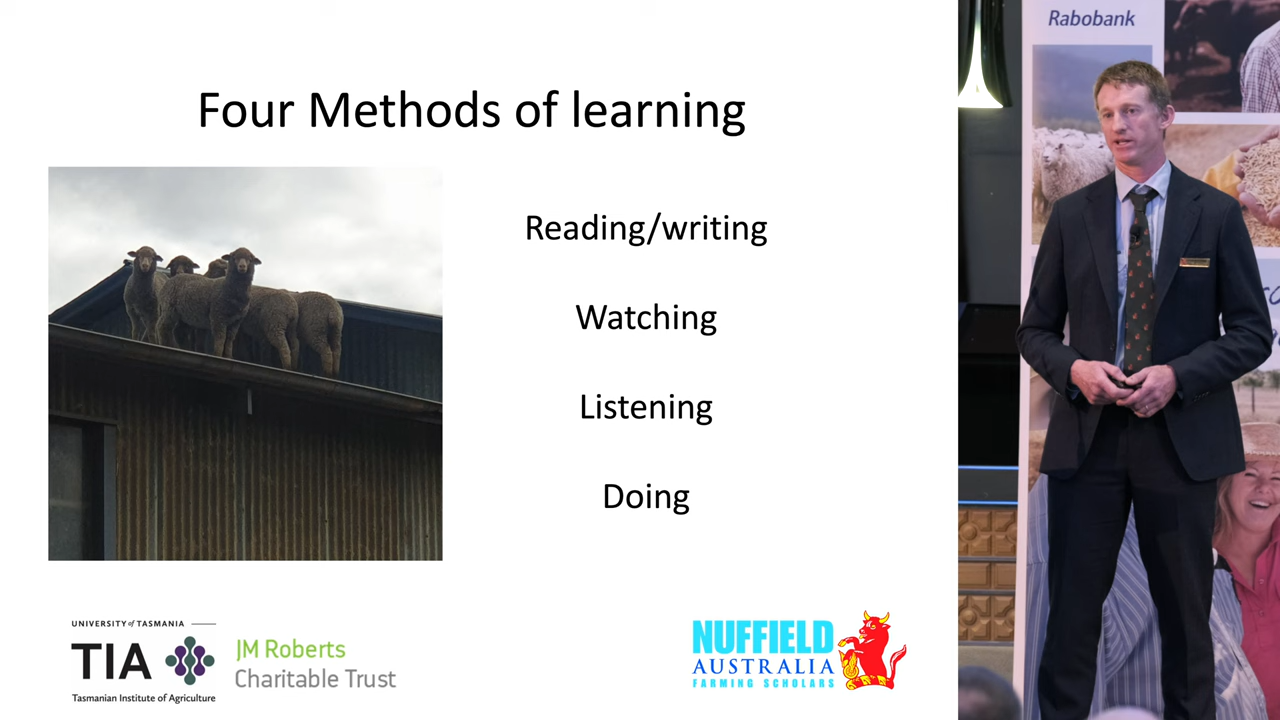 Four Methods of learning
Reading/writing
Watching
Listening
Doing
UNIVERSITY of TASMANIA
TIA
Tasmanian Institute of Agriculture
JM Roberts
Charitable Trust
NUFFIELD
AUSTRALIA
FARMING SCHOLARS
Rabobank